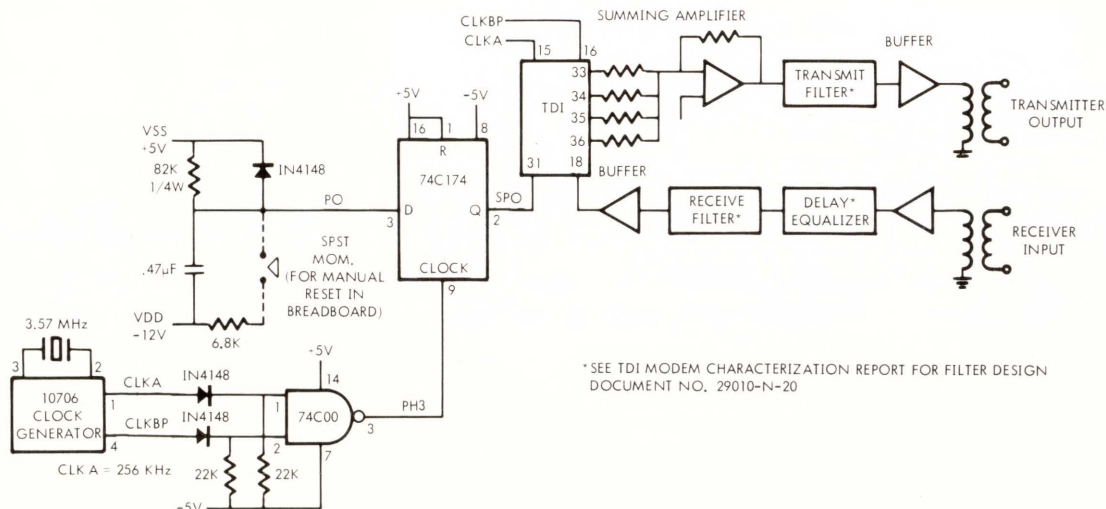 CLKBP
CLKA
15
16
SUMMING AMPLIFIER
BUFFER
33
34
35
36
TDI
31
18
TRANSMIT
FILTER*
TRANSMITTER
OUTPUT
+5V
-5V
16
1
8
R
74C174
D
Q
3
2
CLOCK
9
PO
SPO
BUFFER
RECEIVE
FILTER*
DELAY*
EQUALIZER
RECEIVER
INPUT
VSS
+5V
82K
1/4W
IN4148
.47µF
SPST
MOM.
(FOR MANUAL
RESET IN
BREADBOARD)
VDD
-12V
6.8K
3.57 MHz
3
2
10706
CLOCK
GENERATOR
1
4
CLKA
IN4148
CLKBP
IN4148
CLKA = 256 KHz
+5V
14
1
2
74C00
3
7
PH3
22K
22K
-5V
*SEE TDI MODEM CHARACTERIZATION REPORT FOR FILTER DESIGN
DOCUMENT NO. 29010-N-20